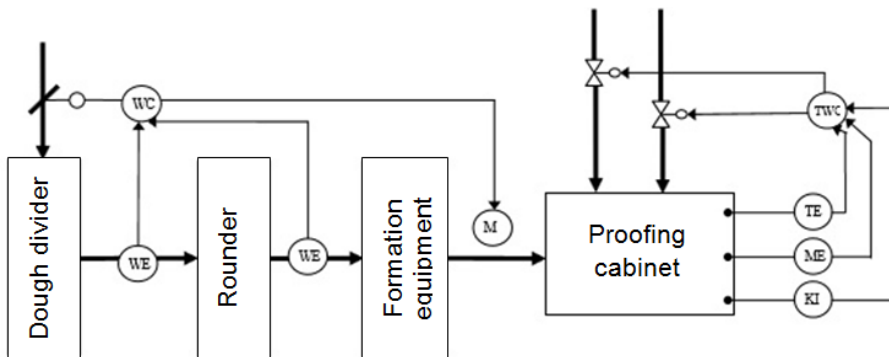 WC
TWC
Dough divider
WE
Rounder
WE
Formation
equipment
M
Proofing
cabinet
TE
ME
KI